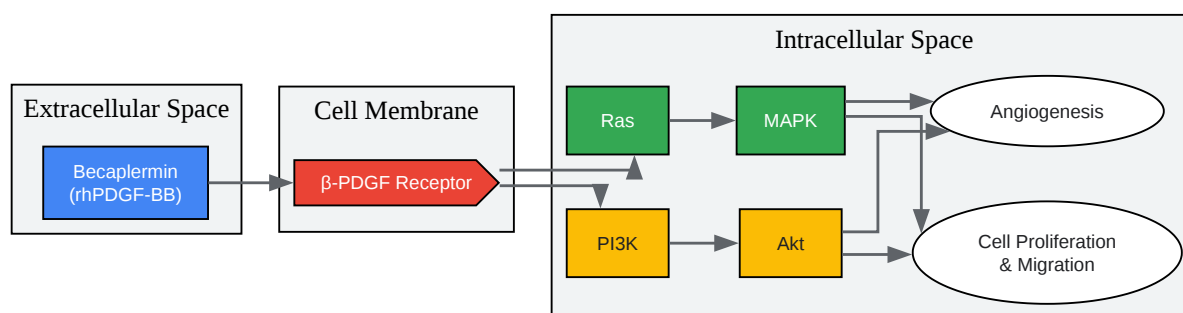 Extracellular Space
Becaplermin
(rhPDGF-BB)
Cell Membrane
β-PDGF Receptor
Intracellular Space
Ras
MAPK
Angiogenesis
PI3K
Akt
Cell Proliferation
& Migration